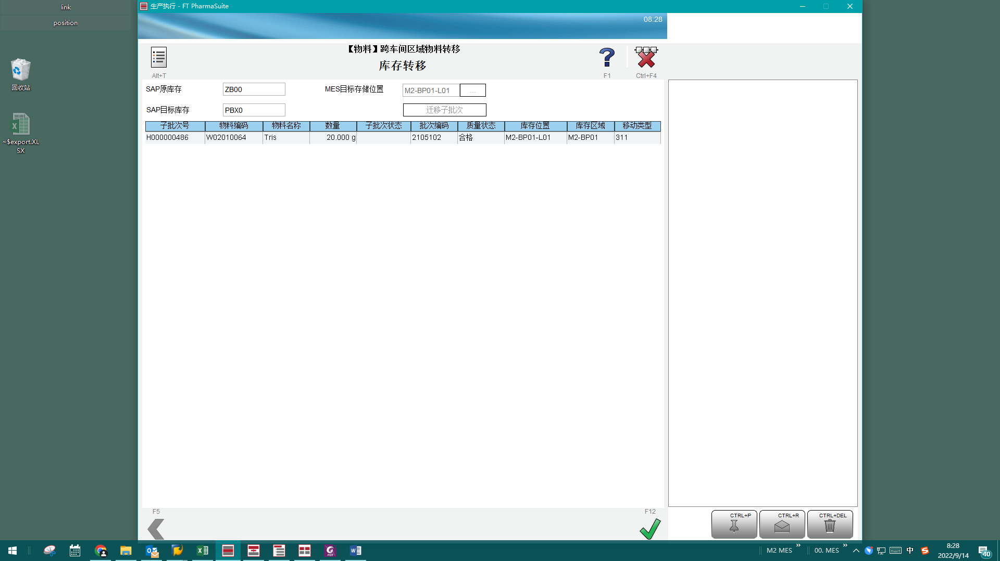 link
position
回收站
~$export.XL
SX
生产执行 - FT PharmaSuite
08:28
【物料】跨车间区域物料转移
库存转移
Alt+T
F1
Ctrl+F4
SAP原库存
ZB00
MES目标存储位置
M2-BP01-L01
...
SAP目标库存
PBX0
迁移子批次
子批次号 物料编码 物料名称 数量 子批次状态 批次编码 质量状态 库存位置 库存区域 移动类型
H000000486 W02010064 Tris 20.000 g 2105102 合格 M2-BP01-L01 M2-BP01 311
F5
F12
CTRL+P
CTRL+R
CTRL+DEL
M2 MES
00. MES
中
8:28
2022/9/14
40